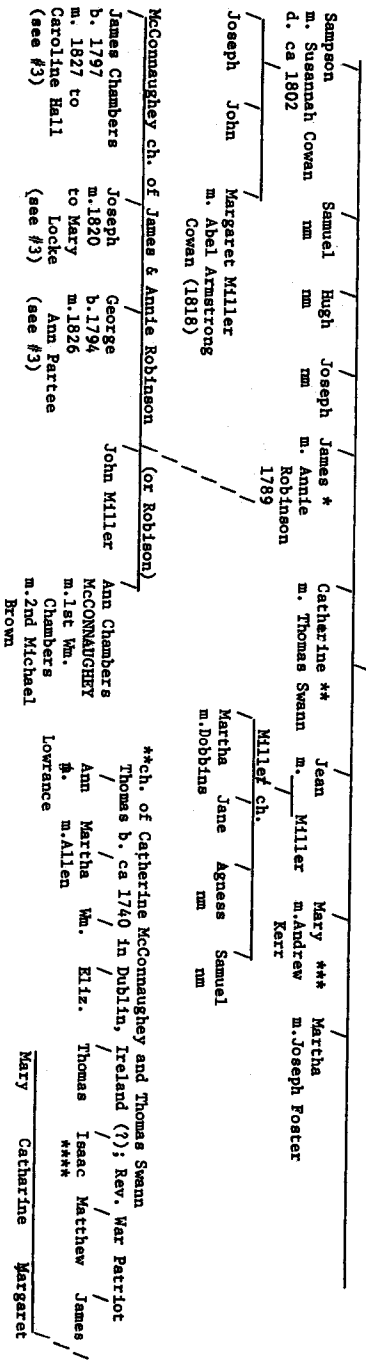 Sampson
m. Susannah Cowan
d. ca 1802
Samuel
nm
Hugh
nm
Joseph
nm
James *
m. Annie
Robinson
1789
Catherine **
m. Thomas Swann
Jean
m. Miller
Mary ***
m.Andrew
Kerr
Martha
m.Joseph Foster
Joseph
John
Margaret Miller
m. Abel Armstrong
Cowan (1818)
Miller ch.
Martha
m.Dobbins
Jane
Agness
nm
Samuel
nm
McConnaughey ch. of James & Annie Robinson (or Robison)
James Chambers
b. 1797
m. 1827 to
Caroline Hall
(see #3)
Joseph
m.1820
to Mary
Locke
(see #3)
George
b.1794
m.1826
Ann Partee
(see #3)
John Miller
Ann Chambers
McCONNAUGHEY
m.1st Wm.
Chambers
m.2nd Michael
Brown
**ch. of Catherine McConnaughey and Thomas Swann
Thomas b. ca 1740 in Dublin, Ireland (?); Rev. War Patriot
Ann
m.
Lowrance
Martha
m.Allen
Wm.
Eliz.
Thomas
Isaac
****
Matthew
James
Mary
Catharine
Margaret